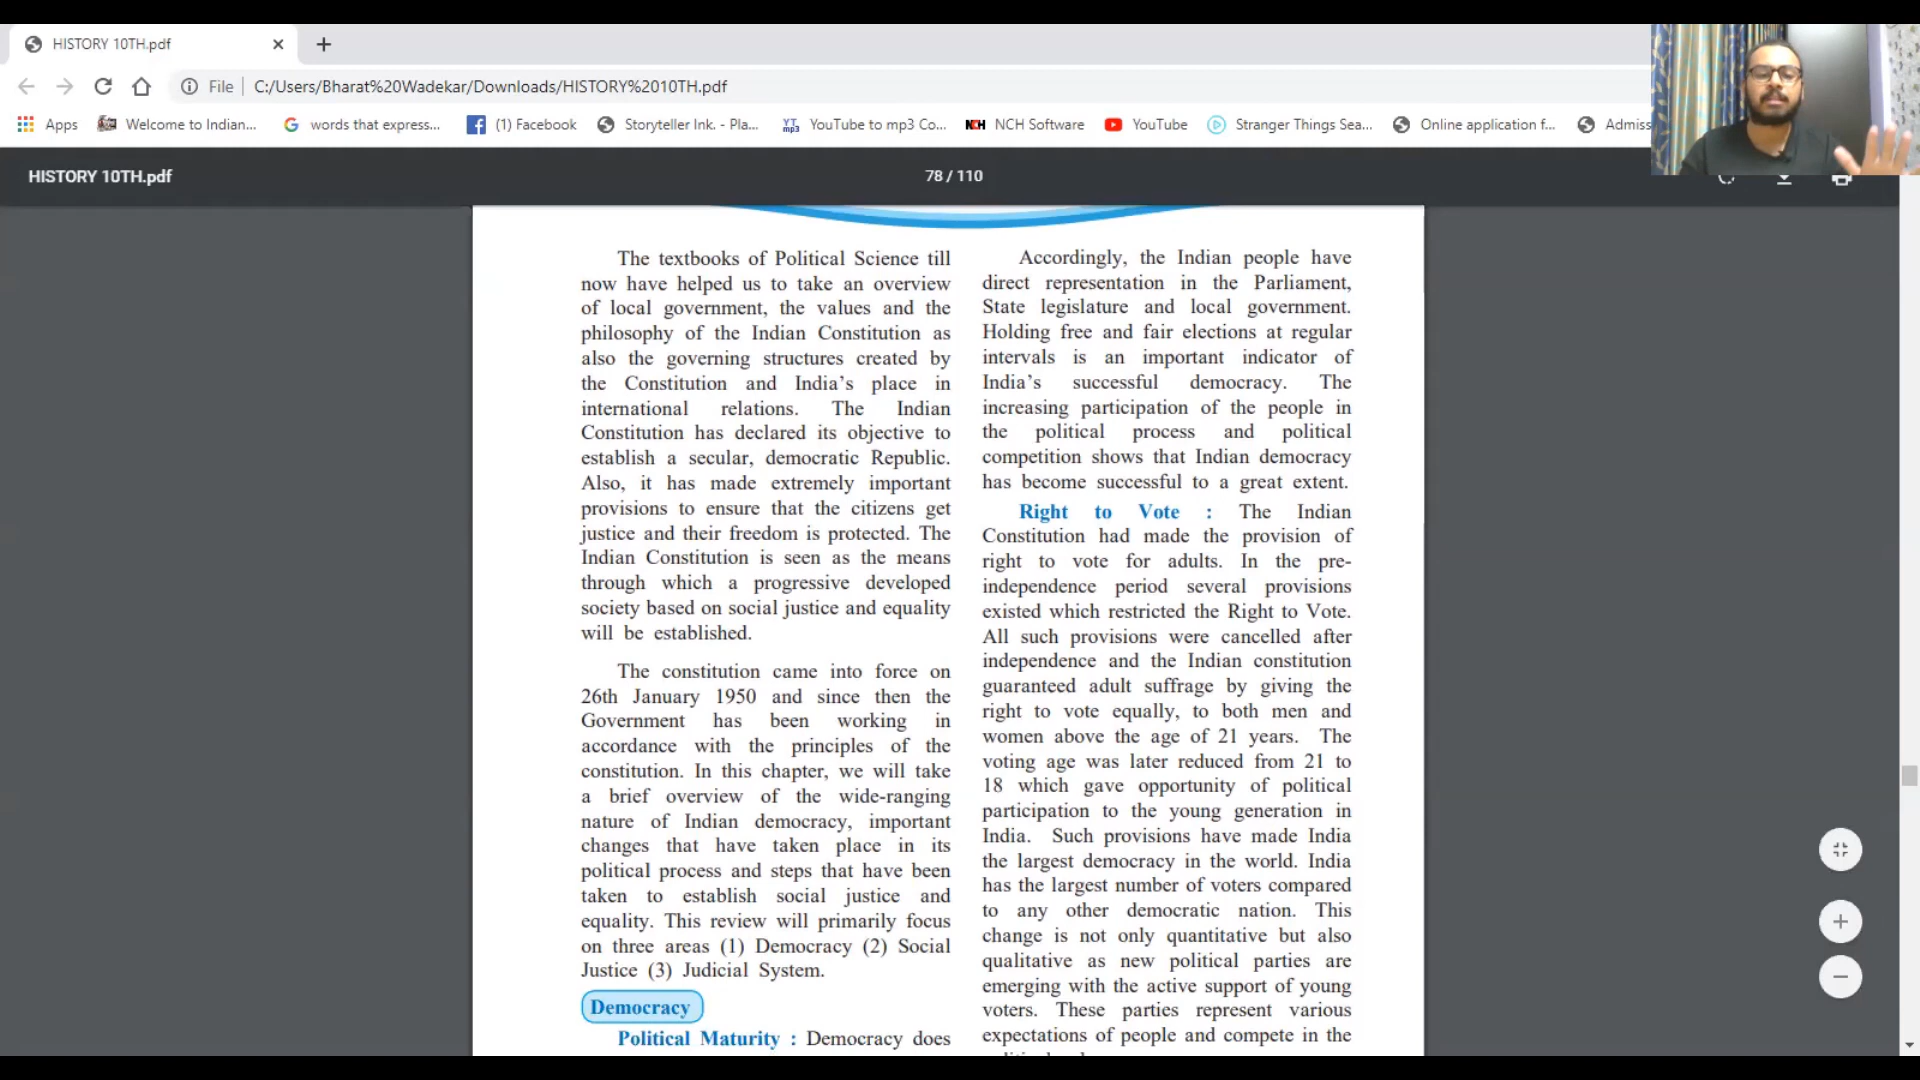 HISTORY 10TH.pdf
File
C:/Users/Bharat%20Wadekar/Downloads/HISTORY%2010TH.pdf
Apps
Welcome to Indian...
words that express...
(1) Facebook
Storyteller Ink. - Pla...
YouTube to mp3 Co...
NCH Software
YouTube
Stranger Things Sea...
Online application f...
Admiss
HISTORY 10TH.pdf
78 / 110
The textbooks of Political Science till
now have helped us to take an overview
of local government, the values and the
philosophy of the Indian Constitution as
also the governing structures created by
the Constitution and India's place in
international relations. The Indian
Constitution has declared its objective to
establish a secular, democratic Republic.
Also, it has made extremely important
provisions to ensure that the citizens get
justice and their freedom is protected. The
Indian Constitution is seen as the means
through which a progressive developed
society based on social justice and equality
will be established.
The constitution came into force on
26th January 1950 and since then the
Government has been working in
accordance with the principles of the
constitution. In this chapter, we will take
a brief overview of the wide-ranging
nature of Indian democracy, important
changes that have taken place in its
political process and steps that have been
taken to establish social justice and
equality. This review will primarily focus
on three areas (1) Democracy (2) Social
Justice (3) Judicial System.
Democracy
Political Maturity : Democracy does
Accordingly, the Indian people have
direct representation in the Parliament,
State legislature and local government.
Holding free and fair elections at regular
intervals is an important indicator of
India's successful democracy. The
increasing participation of the people in
the political process and political
competition shows that Indian democracy
has become successful to a great extent.
Right to Vote : The Indian
Constitution had made the provision of
right to vote for adults. In the pre-
independence period several provisions
existed which restricted the Right to Vote.
All such provisions were cancelled after
independence and the Indian constitution
guaranteed adult suffrage by giving the
right to vote equally, to both men and
women above the age of 21 years. The
voting age was later reduced from 21 to
18 which gave opportunity of political
participation to the young generation in
India. Such provisions have made India
the largest democracy in the world. India
has the largest number of voters compared
to any other democratic nation. This
change is not only quantitative but also
qualitative as new political parties are
emerging with the active support of young
voters. These parties represent various
expectations of people and compete in the